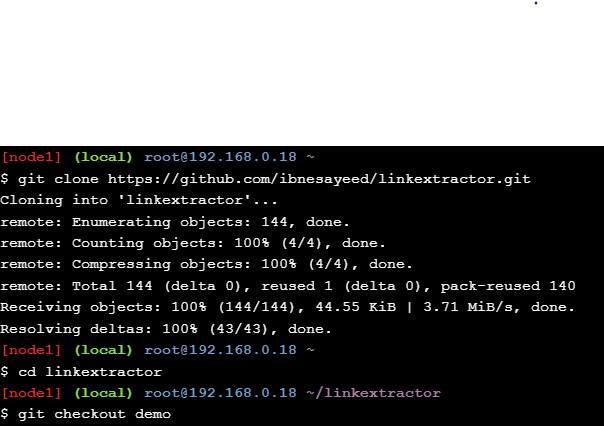 [node1] (local) root@192.168.0.18 ~
$ git clone https://github.com/ibnesayeed/linkextractor.git
Cloning into 'linkextractor'...
remote: Enumerating objects: 144, done.
remote: Counting objects: 100% (4/4), done.
remote: Compressing objects: 100% (4/4), done.
remote: Total 144 (delta 0), reused 1 (delta 0), pack-reused 140
Receiving objects: 100% (144/144), 44.55 KiB | 3.71 MiB/s, done.
Resolving deltas: 100% (43/43), done.
[node1] (local) root@192.168.0.18 ~
$ cd linkextractor
[node1] (local) root@192.168.0.18 ~/linkextractor
$ git checkout demo